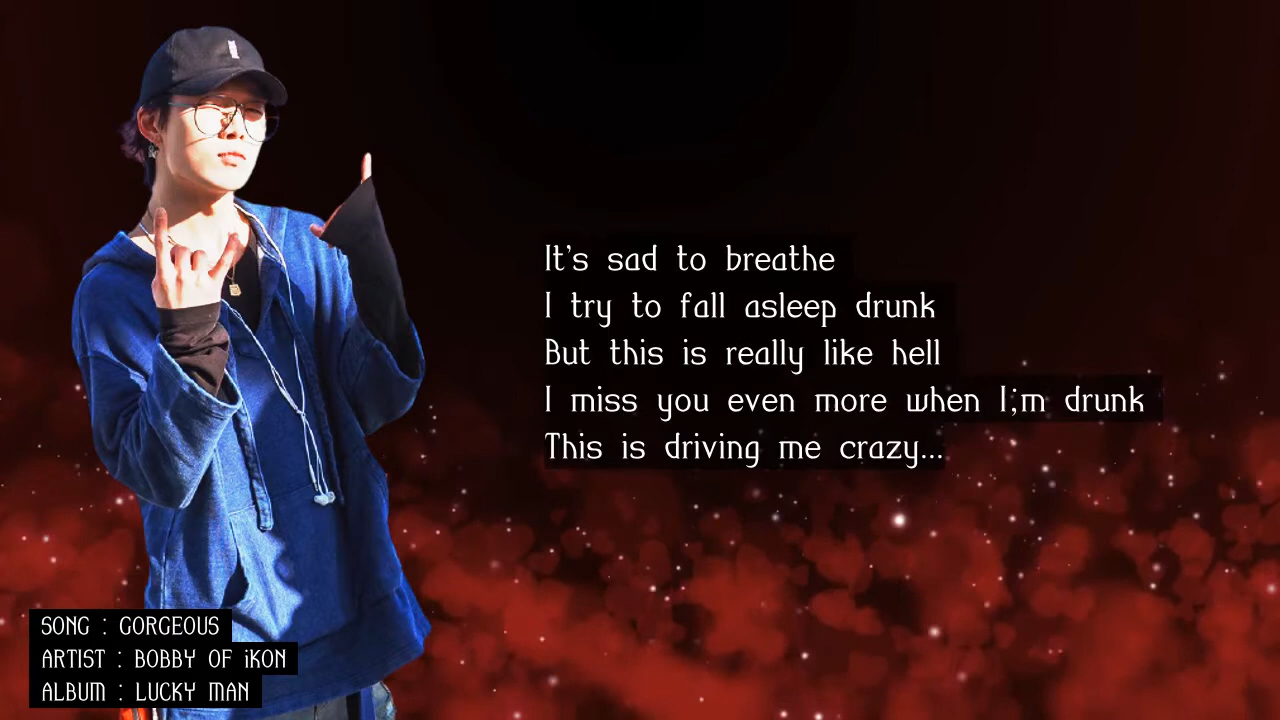 It's sad to breathe
I try to fall asleep drunk
But this is really like hell
I miss you even more when I;m drunk
This is driving me crazy...
SONG : GORGEOUS
ARTIST : BOBBY OF iKON
ALBUM : LUCKY MAN